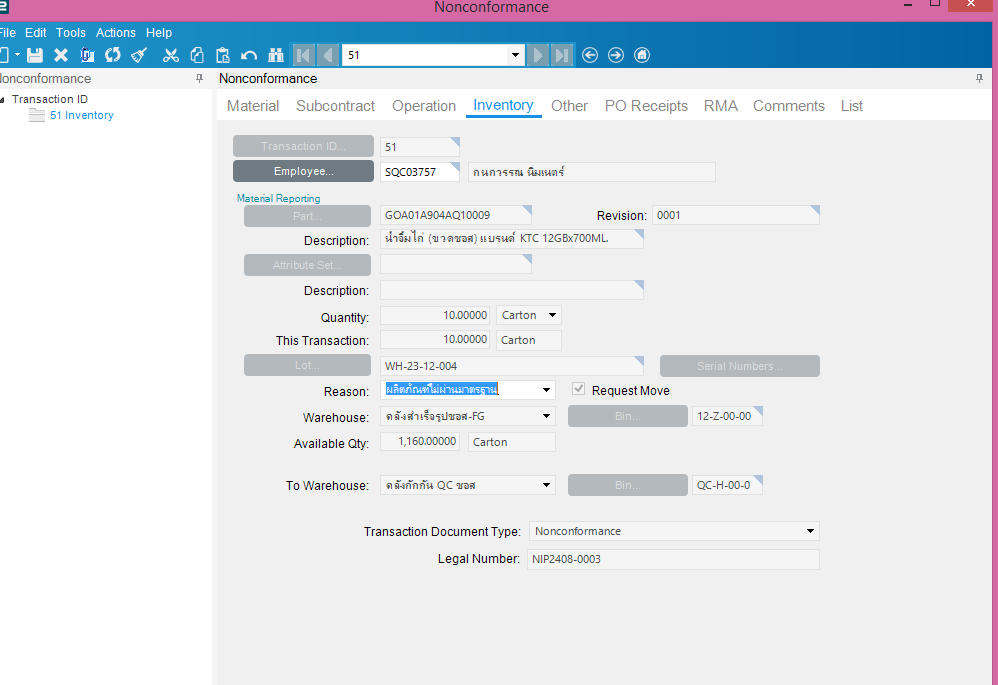 Nonconformance
File Edit Tools Actions Help
51
Nonconformance
Nonconformance
Transaction ID
51 Inventory
Material Subcontract Operation Inventory Other PO Receipts RMA Comments List
Transaction ID... 51
Employee... SQC03757 กนกวรรณ นิมเนตร์
Material Reporting
Part... GOA01A904AQ10009 Revision: 0001
Description: น้ำจิ้มไก่ (ขวดซอส) แบรนด์ KTC 12GBx700ML.
Attribute Set...
Description:
Quantity: 10.00000 Carton
This Transaction: 10.00000 Carton
Lot... WH-23-12-004 Serial Numbers...
Reason: ผลิตภัณฑ์ไม่ผ่านมาตรฐาน Request Move
Warehouse: คลังสำเร็จรูปซอส-FG Bin... 12-Z-00-00
Available Qty: 1,160.00000 Carton
To Warehouse: คลังกักกัน QC ซอส Bin... QC-H-00-0
Transaction Document Type: Nonconformance
Legal Number: NIP2408-0003